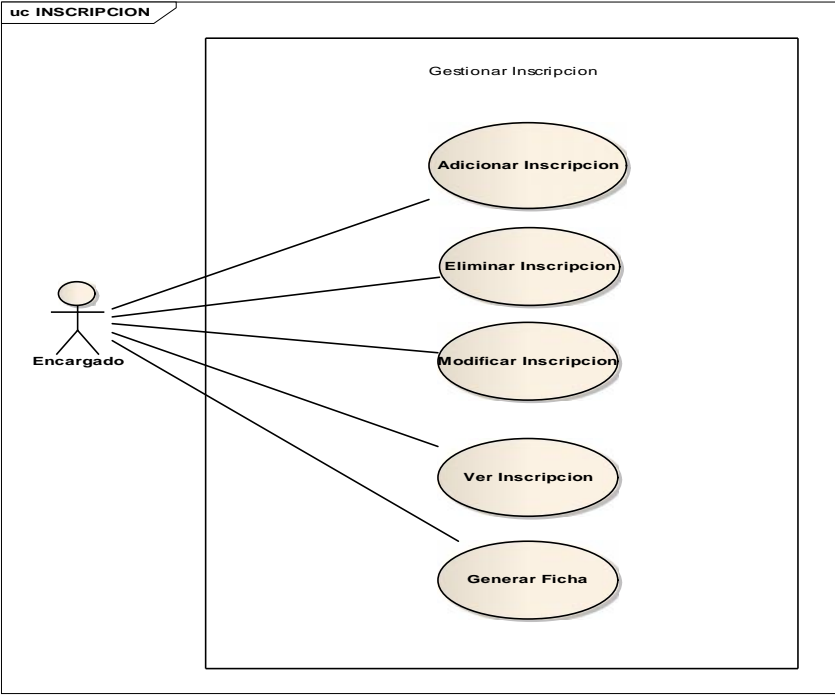 uc INSCRIPCION
Gestionar Inscripcion
Adicionar Inscripcion
Eliminar Inscripcion
Encargado
Modificar Inscripcion
Ver Inscripcion
Generar Ficha